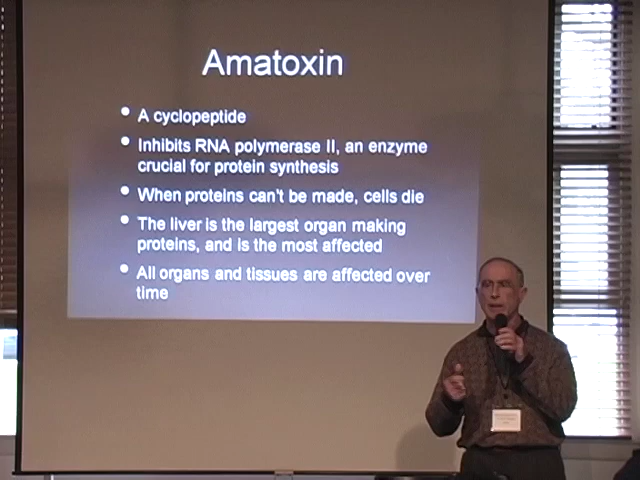 Amatoxin
• A cyclopeptide
• Inhibits RNA polymerase II, an enzyme
crucial for protein synthesis
• When proteins can't be made, cells die
• The liver is the largest organ making
proteins, and is the most affected
• All organs and tissues are affected over
time